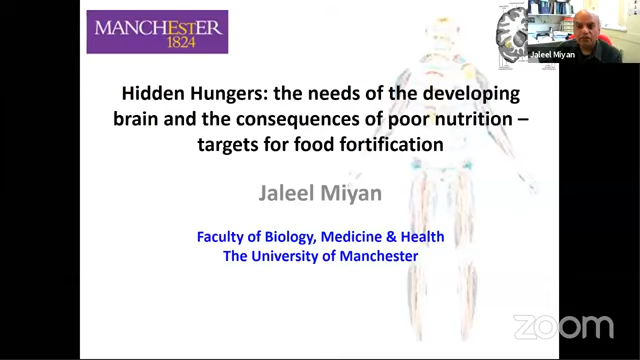 MANCHESTER
1824
Jaleel Miyan
Hidden Hungers: the needs of the developing
brain and the consequences of poor nutrition –
targets for food fortification
Jaleel Miyan
Faculty of Biology, Medicine & Health
The University of Manchester
zoom